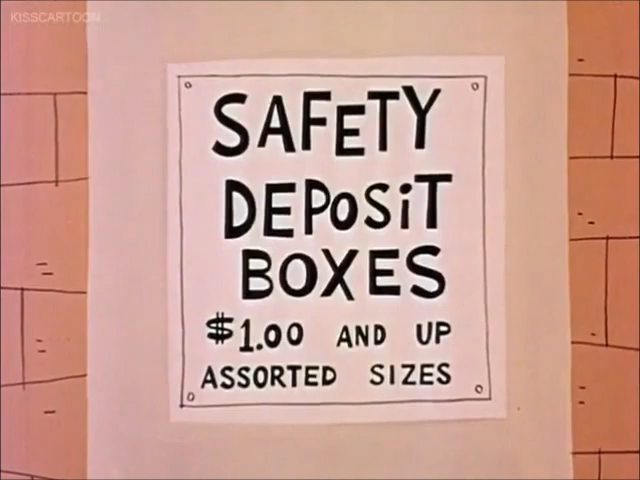 KISSCARTOON
SAFETY
DEPOSiT
BOXES
$1.00 AND UP
ASSORTED SIZES